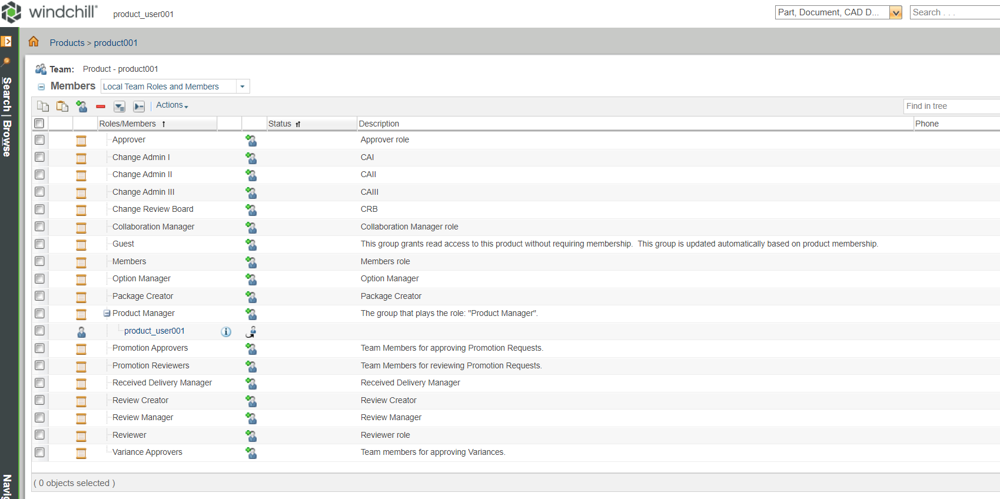 windchill product_user001 Part, Document, CAD D... Search . . .
Products > product001
Team: Product - product001
Members Local Team Roles and Members
Actions Find in tree
Roles/Members Status Description Phone
Approver Approver role
Change Admin I CAI
Change Admin II CAII
Change Admin III CAIII
Change Review Board CRB
Collaboration Manager Collaboration Manager role
Guest This group grants read access to this product without requiring membership. This group is updated automatically based on product membership.
Members Members role
Option Manager Option Manager
Package Creator Package Creator
Product Manager The group that plays the role: "Product Manager".
product_user001
Promotion Approvers Team Members for approving Promotion Requests.
Promotion Reviewers Team Members for reviewing Promotion Requests.
Received Delivery Manager Received Delivery Manager
Review Creator Review Creator
Review Manager Review Manager
Reviewer Reviewer role
Variance Approvers Team members for approving Variances.
( 0 objects selected )
Search | Browse